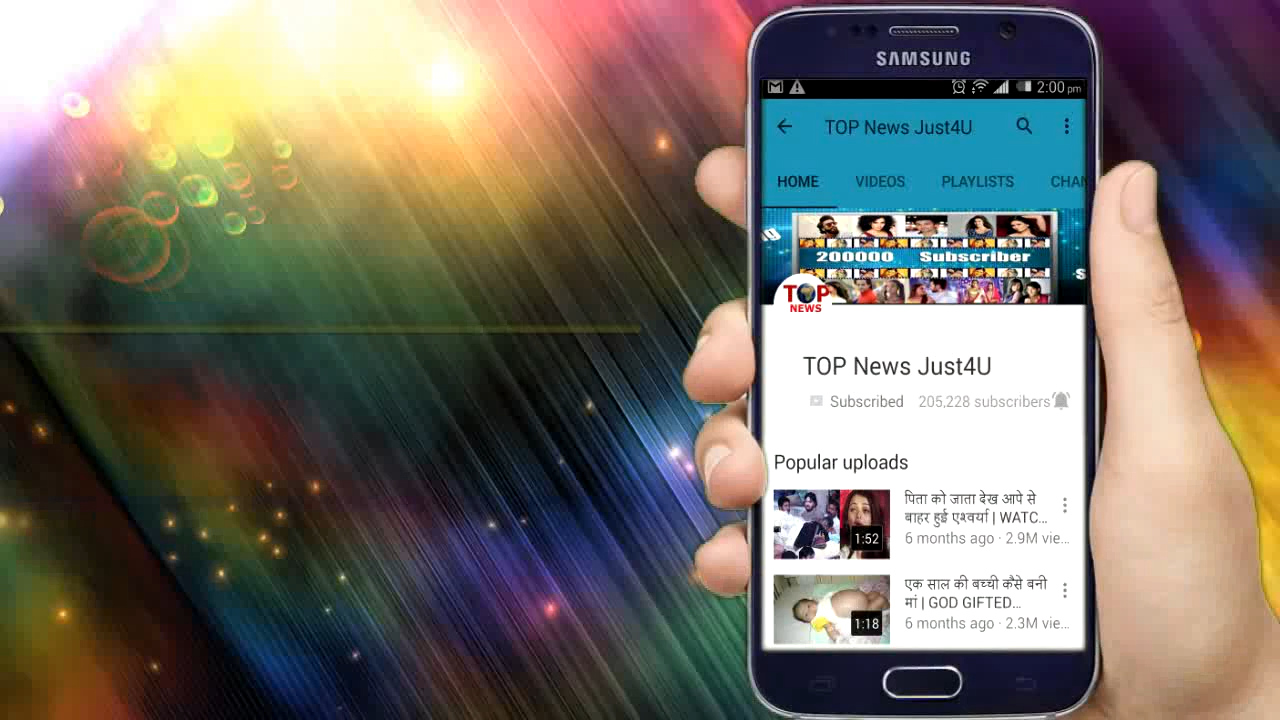 SAMSUNG
2:00 pm
TOP News Just4U
HOME VIDEOS PLAYLISTS CHAN
200000 Subscriber
TOP
NEWS
TOP News Just4U
Subscribed 205,228 subscribers
Popular uploads
पिता को जाता देख आपे से
बाहर हुई एश्वर्या | WATC...
6 months ago · 2.9M vie...
1:52
एक साल की बच्ची कैसे बनी
मां | GOD GIFTED...
6 months ago · 2.3M vie...
1:18